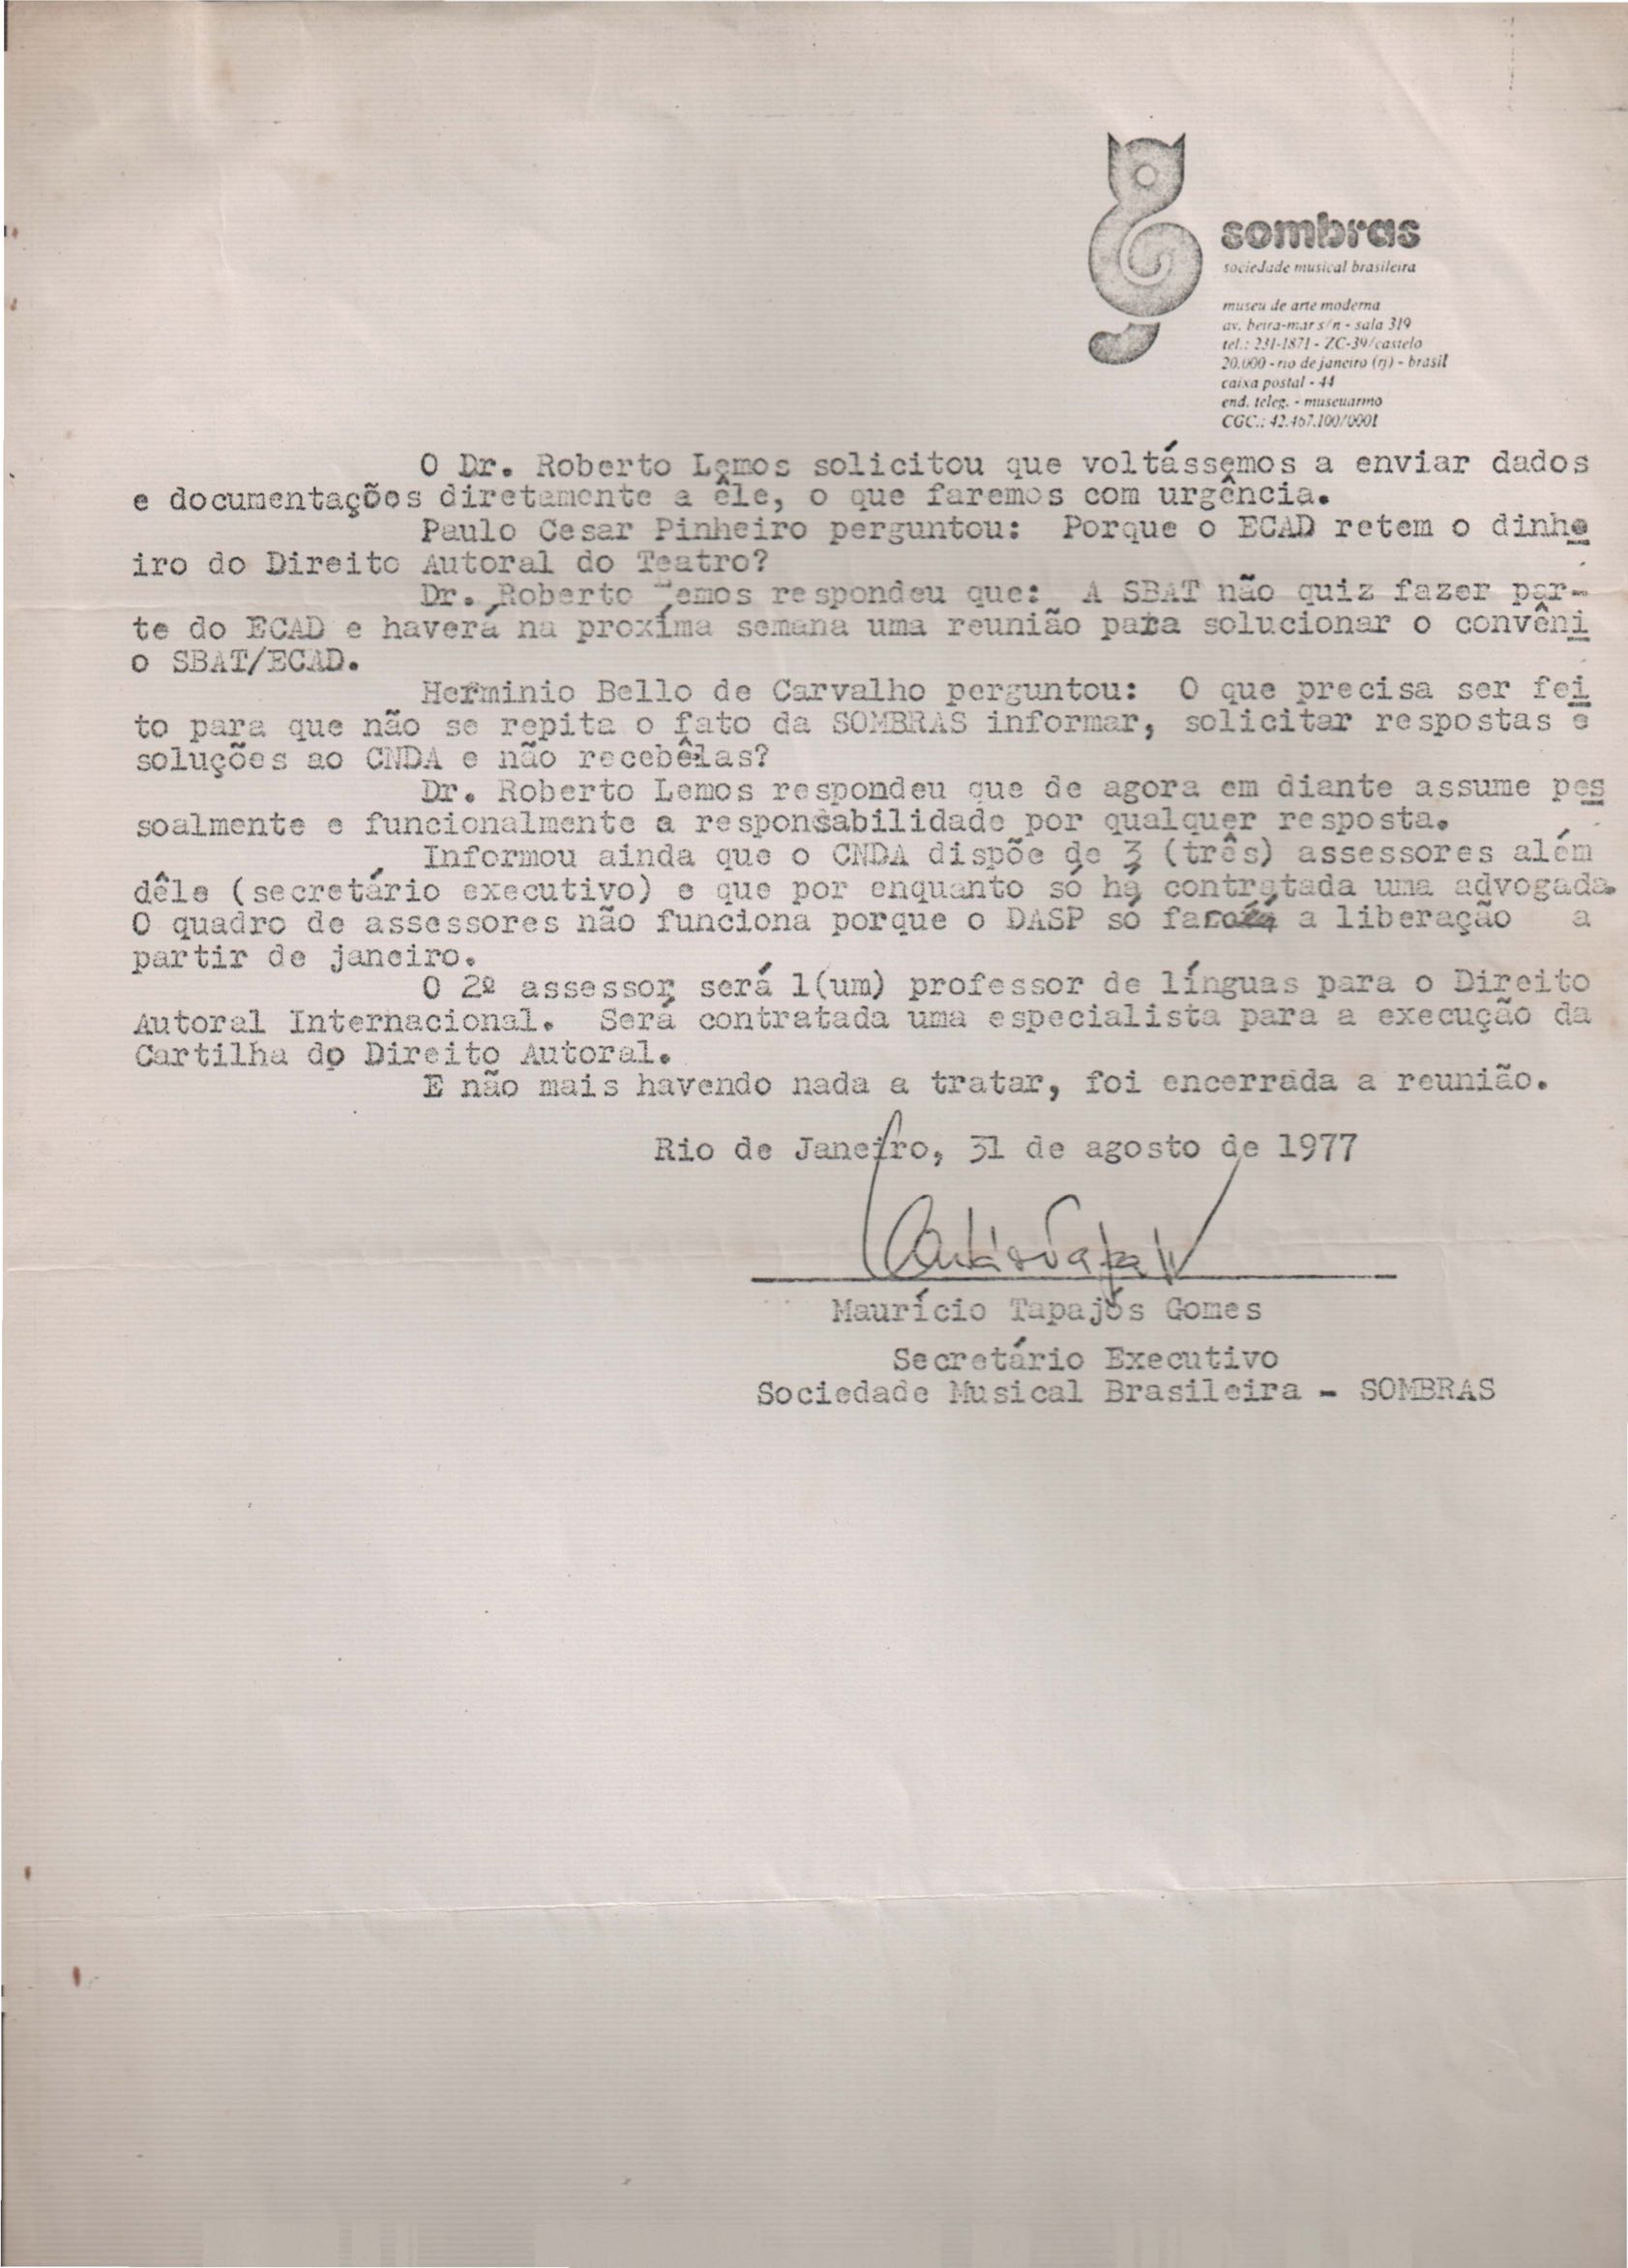 sombras
sociedade musical brasileira
museu de arte moderna
av. beira-mar s/n - sala 319
tel.: 231-1871 - ZC-39/castelo
20.000 - rio de janeiro (rj) - brasil
caixa postal - 44
end. teleg. - museuarmo
CGC.: 42.467.100/0001
O Dr. Roberto Lemos solicitou que voltássemos a enviar dados
e documentações diretamente a êle, o que faremos com urgência.
Paulo Cesar Pinheiro perguntou: Porque o ECAD retem o dinhe
iro do Direito Autoral do Teatro?
Dr. Roberto Lemos respondeu que: A SBAT não quiz fazer par-
te do ECAD e haverá na proxíma semana uma reunião para solucionar o convêni
o SBAT/ECAD.
Herminio Bello de Carvalho perguntou: O que precisa ser fei
to para que não se repita o fato da SOMBRAS informar, solicitar respostas e
soluções ao CNDA e não recebêlas?
Dr. Roberto Lemos respondeu que de agora em diante assume pes
soalmente e funcionalmente a responsabilidade por qualquer resposta.
Informou ainda que o CNDA dispõe de 3 (três) assessores além
dêle (secretário executivo) e que por enquanto só há contratada uma advogada.
O quadro de assessores não funciona porque o DASP só a liberação a
partir de janeiro.
O 2º assessor será 1(um) professor de línguas para o Direito
Autoral Internacional. Será contratada uma especialista para a execução da
Cartilha do Direito Autoral.
E não mais havendo nada a tratar, foi encerrada a reunião.
Rio de Janeiro, 31 de agosto de 1977
Maurício Tapajós Gomes
Secretário Executivo
Sociedade Musical Brasileira - SOMBRAS